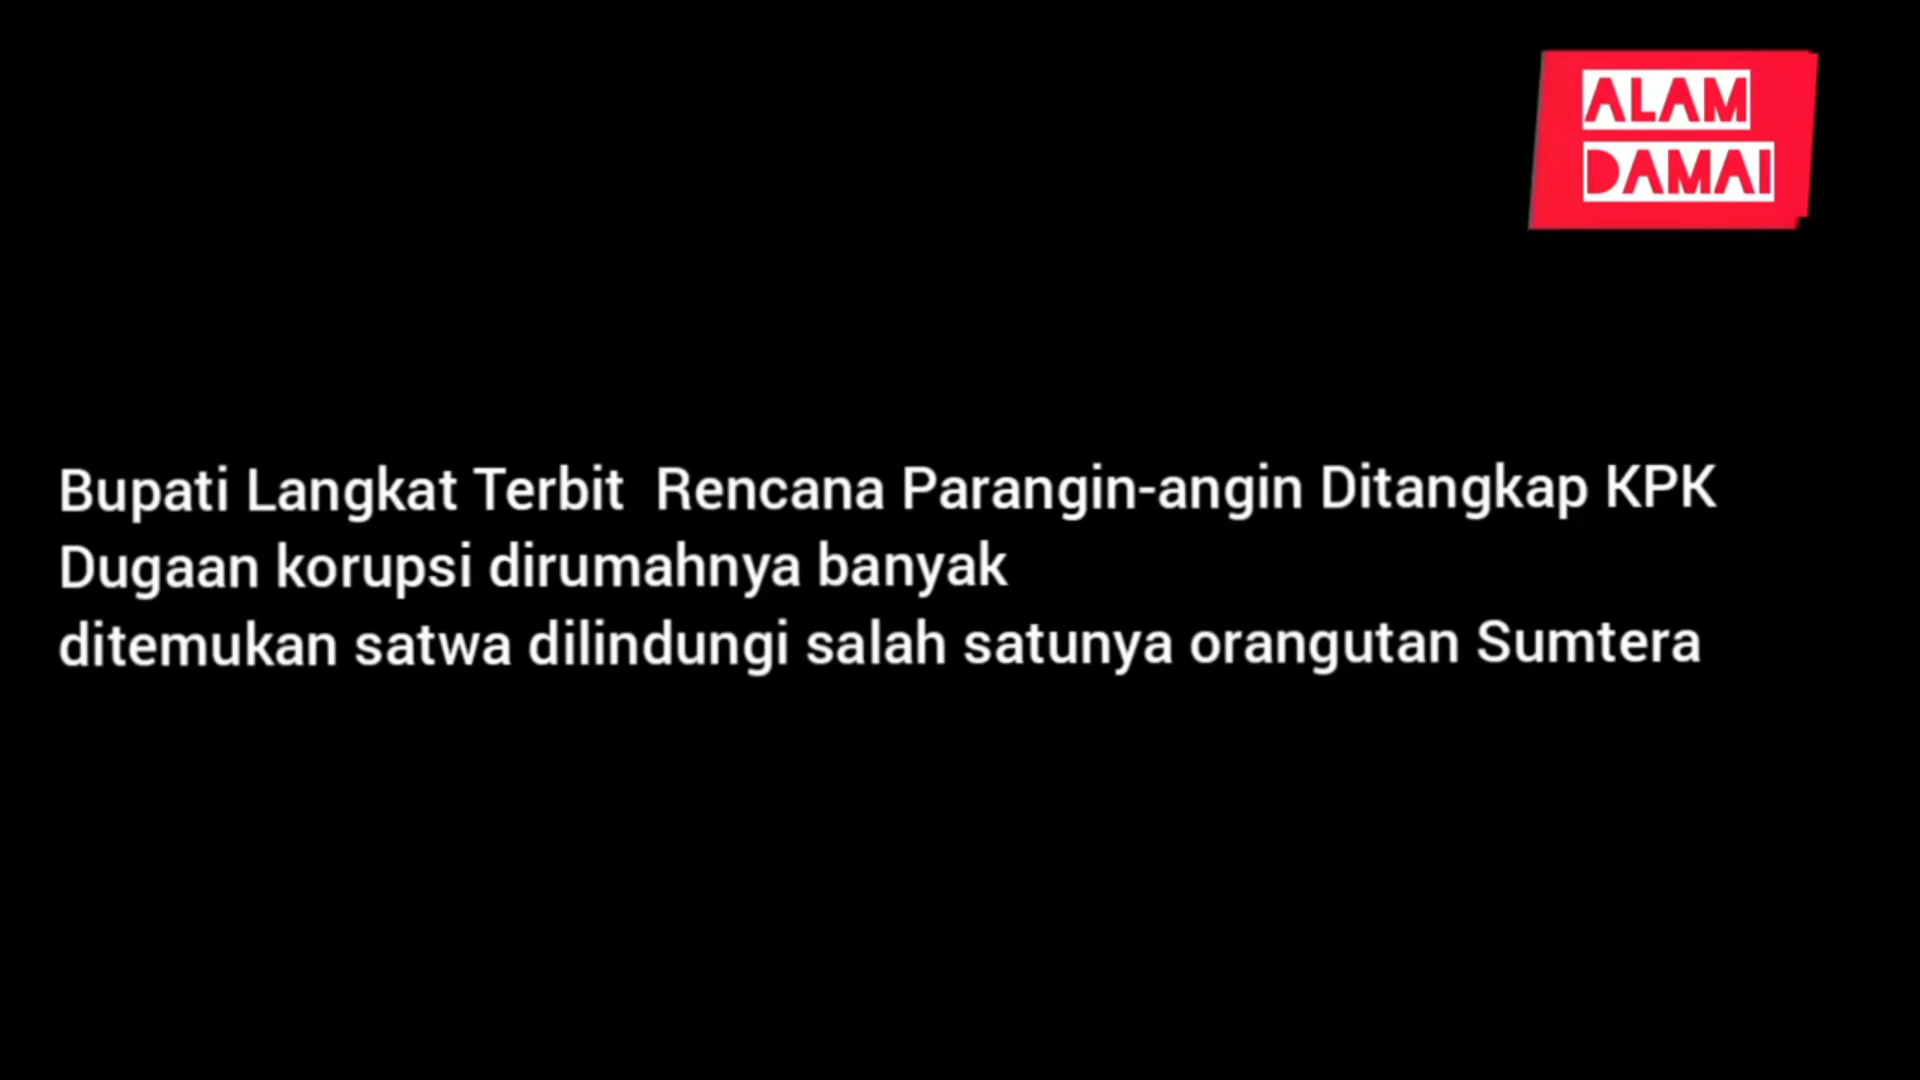 ALAM
DAMAI
Bupati Langkat Terbit  Rencana Parangin-angin Ditangkap KPK
Dugaan korupsi dirumahnya banyak
ditemukan satwa dilindungi salah satunya orangutan Sumtera